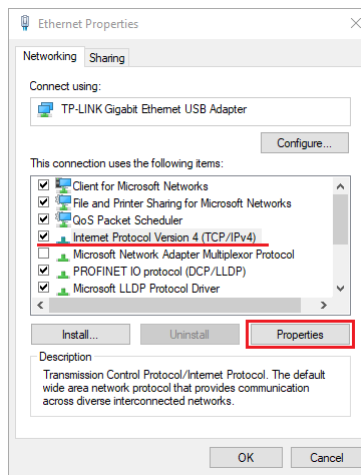 Ethernet Properties
Networking
Sharing
Connect using:
TP-LINK Gigabit Ethernet USB Adapter
Configure...
This connection uses the following items:
Client for Microsoft Networks
File and Printer Sharing for Microsoft Networks
QoS Packet Scheduler
Internet Protocol Version 4 (TCP/IPv4)
Microsoft Network Adapter Multiplexor Protocol
PROFINET IO protocol (DCP/LLDP)
Microsoft LLDP Protocol Driver
Install...
Uninstall
Properties
Description
Transmission Control Protocol/Internet Protocol. The default
wide area network protocol that provides communication
across diverse interconnected networks.
OK
Cancel